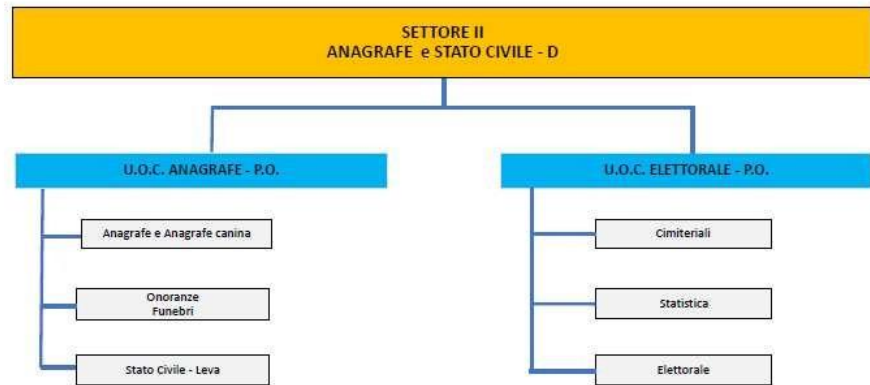 SETTORE II
ANAGRAFE e STATO CIVILE - D
U.O.C. ANAGRAFE - P.O.
U.O.C. ELETTORALE - P.O.
Anagrafe e Anagrafe canina
Cimiteriali
Onoranze
Funebri
Statistica
Stato Civile - Leva
Elettorale